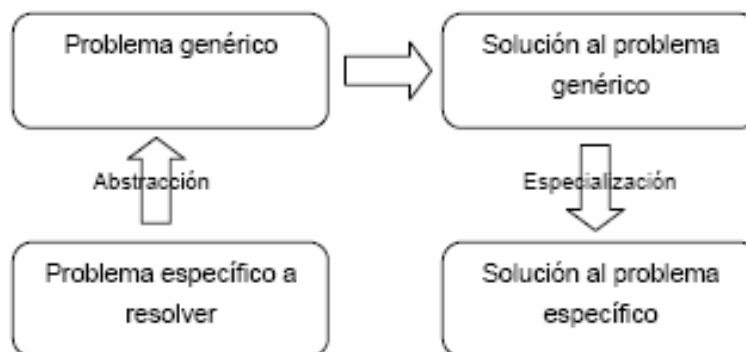 Problema genérico
Solución al problema
genérico
Abstracción
Especialización
Problema específico a
resolver
Solución al problema
específico